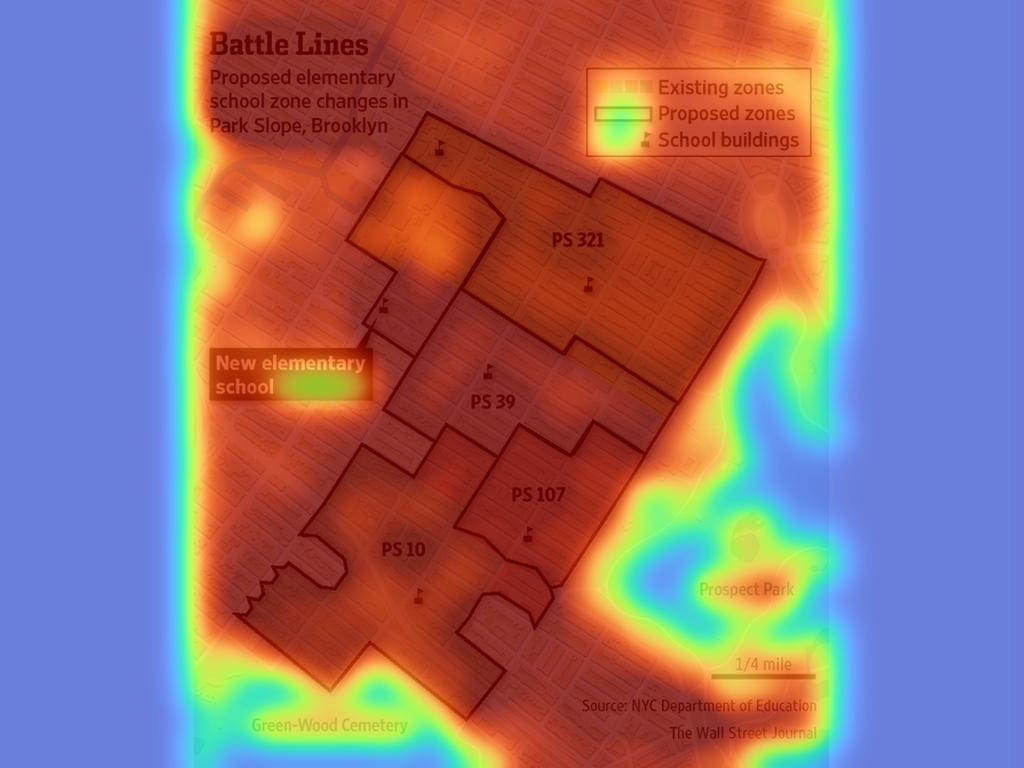 Battle Lines
Proposed elementary
school zone changes in
Park Slope, Brooklyn
Existing zones
Proposed zones
School buildings
PS 321
New elementary
school
PS 39
PS 107
PS 10
Prospect Park
1/4 mile
Source: NYC Department of Education
Green-Wood Cemetery
The Wall Street Journal